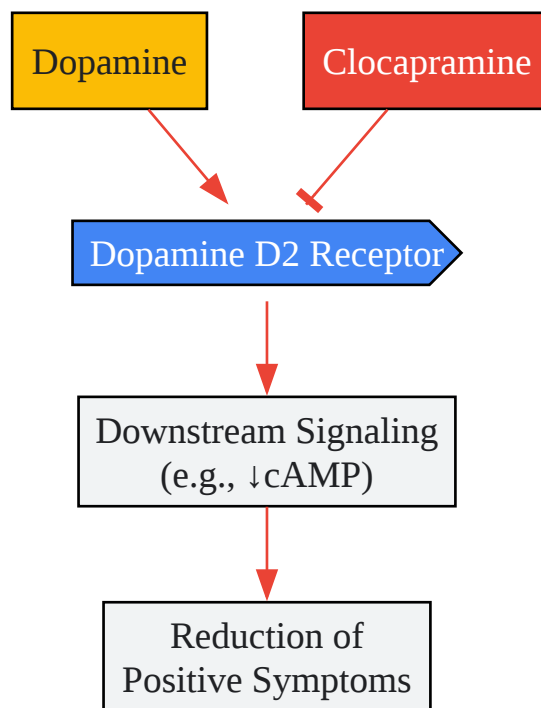 Dopamine
Clocapramine
Dopamine D2 Receptor
Downstream Signaling
(e.g., ↓cAMP)
Reduction of
Positive Symptoms